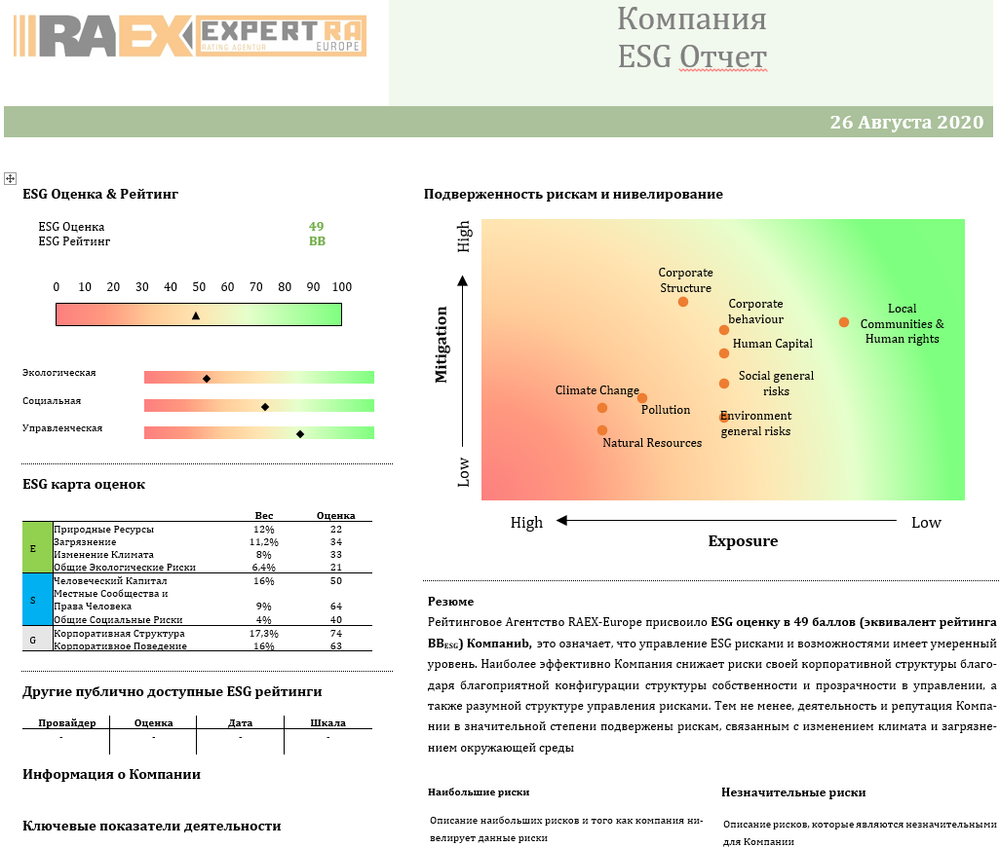 RAEX EXPERT RA
RATING AGENTUR EUROPE
Компания
ESG Отчет
26 Августа 2020
ESG Оценка & Рейтинг
ESG Оценка 49
ESG Рейтинг BB
0 10 20 30 40 50 60 70 80 90 100
Экологическая
Социальная
Управленческая
ESG карта оценок
Вес Оценка
E
Природные Ресурсы 12% 22
Загрязнение 11,2% 34
Изменение Климата 8% 33
Общие Экологические Риски 6,4% 21
S
Человеческий Капитал 16% 50
Местные Сообщества и
Права Человека 9% 64
Общие Социальные Риски 4% 40
G
Корпоративная Структура 17,3% 74
Корпоративное Поведение 16% 63
Другие публично доступные ESG рейтинги
Провайдер Оценка Дата Шкала
- - - -
Информация о Компании
Ключевые показатели деятельности
Подверженность рискам и нивелирование
High
Mitigation
Low
Corporate
Structure
Corporate
behaviour
Human Capital
Local
Communities &
Human rights
Social general
risks
Climate Change
Pollution
Environment
general risks
Natural Resources
High Low
Exposure
Резюме
Рейтинговое Агентство RAEX-Europe присвоило ESG оценку в 49 баллов (эквивалент рейтинга
BBESG) Компаниb, это означает, что управление ESG рисками и возможностями имеет умеренный
уровень. Наиболее эффективно Компания снижает риски своей корпоративной структуры благо-
даря благоприятной конфигурации структуры собственности и прозрачности в управлении, а
также разумной структуре управления рисками. Тем не менее, деятельность и репутация Компа-
нии в значительной степени подвержены рискам, связанным с изменением климата и загрязне-
нием окружающей среды
Наибольшие риски
Описание наибольших рисков и того как компания ни-
велирует данные риски
Незначительные риски
Описание рисков, которые являются незначительными
для Компании